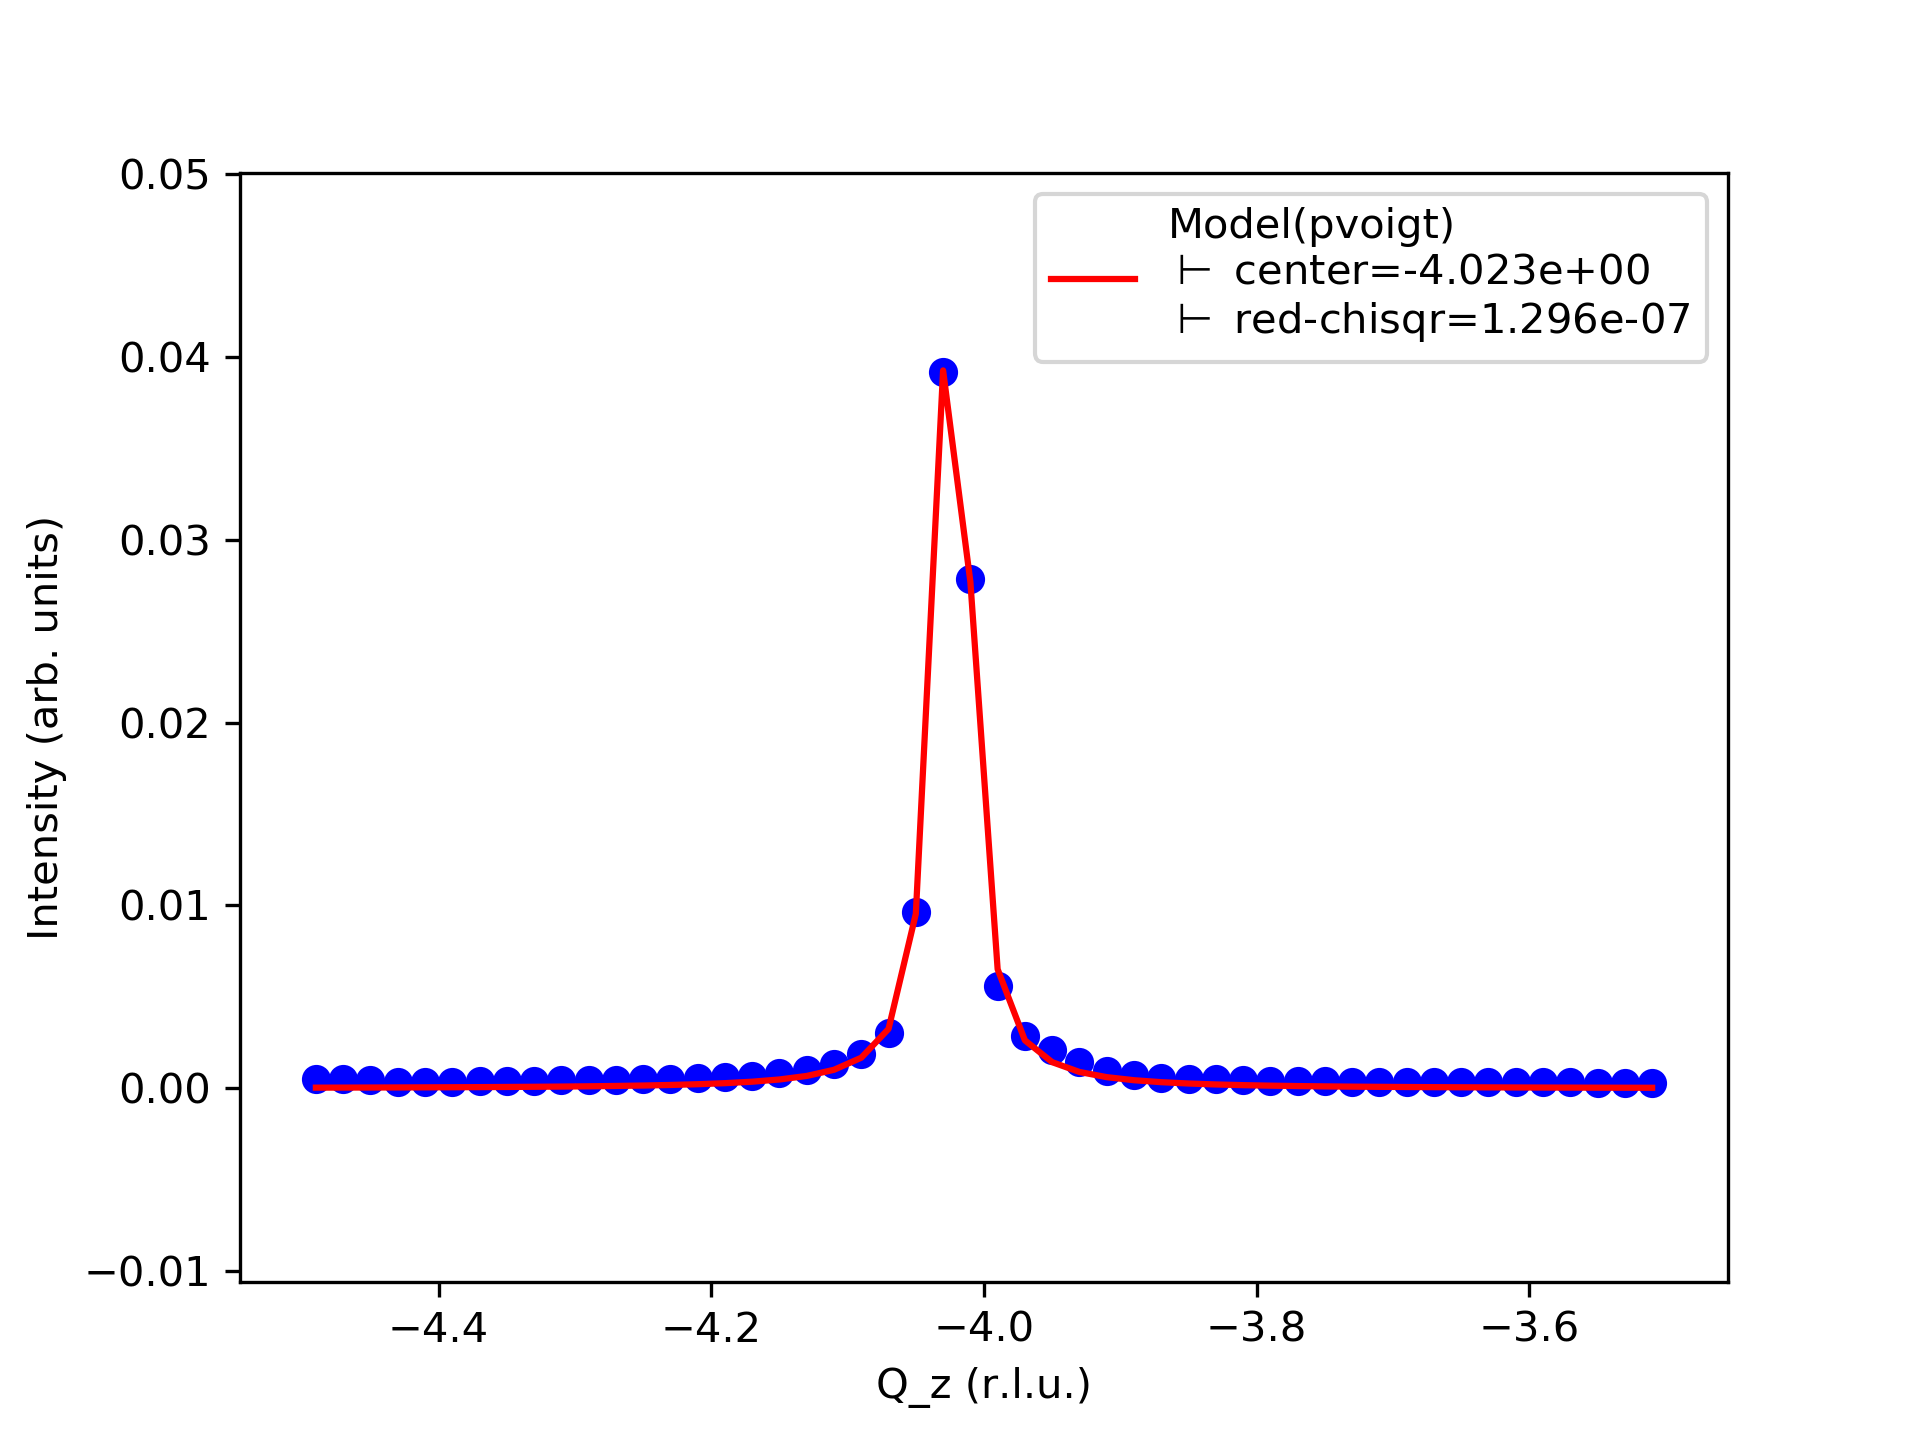 0.05
0.04
0.03
0.02
0.01
0.00
−0.01
Intensity (arb. units)
Model(pvoigt)
⊢ center=-4.023e+00
⊢ red-chisqr=1.296e-07
−4.4 −4.2 −4.0 −3.8 −3.6
Q_z (r.l.u.)